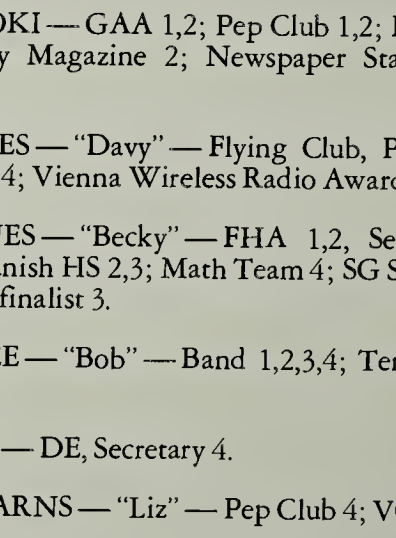 OKI — GAA 1,2; Pep Club 1,2;
y Magazine 2; Newspaper Sta
ES — “Davy” — Flying Club, P
4; Vienna Wireless Radio Awar
ES — “Becky” — FHA 1,2, Se
nish HS 2,3; Math Team 4; SG S
finalist 3.
E — “Bob” — Band 1,2,3,4; Te
— DE, Secretary 4.
ARNS — “Liz” — Pep Club 4; V